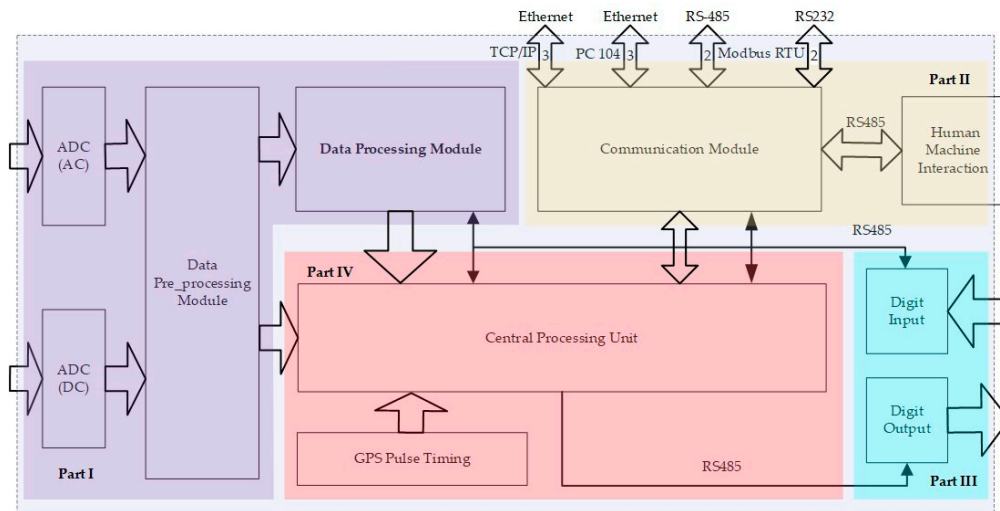 Ethernet
Ethernet
RS-485
RS232
TCP/IP
3
PC 104
3
2
Modbus RTU
2
Part II
ADC
(AC)
Data Processing Module
Communication Module
RS485
Human
Machine
Interaction
RS485
Data
Pre_processing
Module
Part IV
Digit
Input
Central Processing Unit
ADC
(DC)
Digit
Output
GPS Pulse Timing
RS485
Part I
Part III